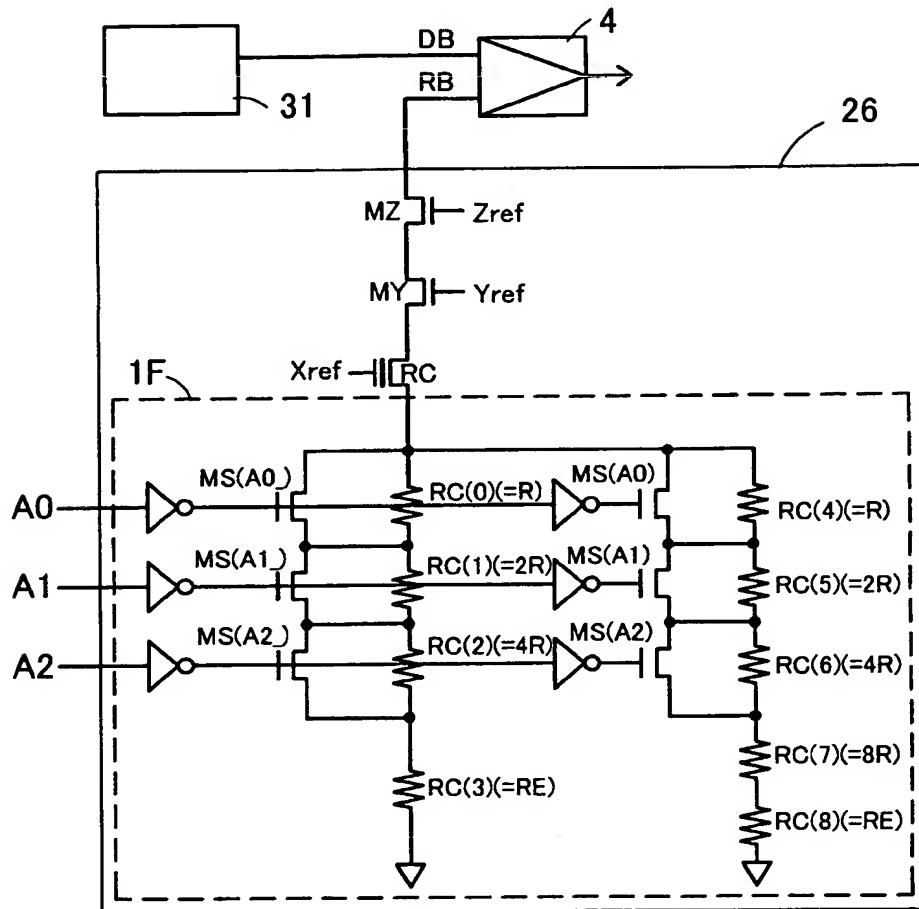 4
DB
RB
31
26
MZ
Zref
MY
Yref
Xref
RC
1F
A0
MS(A0_)
RC(0)(=R)
MS(A0)
RC(4)(=R)
A1
MS(A1_)
RC(1)(=2R)
MS(A1)
RC(5)(=2R)
A2
MS(A2_)
RC(2)(=4R)
MS(A2)
RC(6)(=4R)
RC(3)(=RE)
RC(7)(=8R)
RC(8)(=RE)